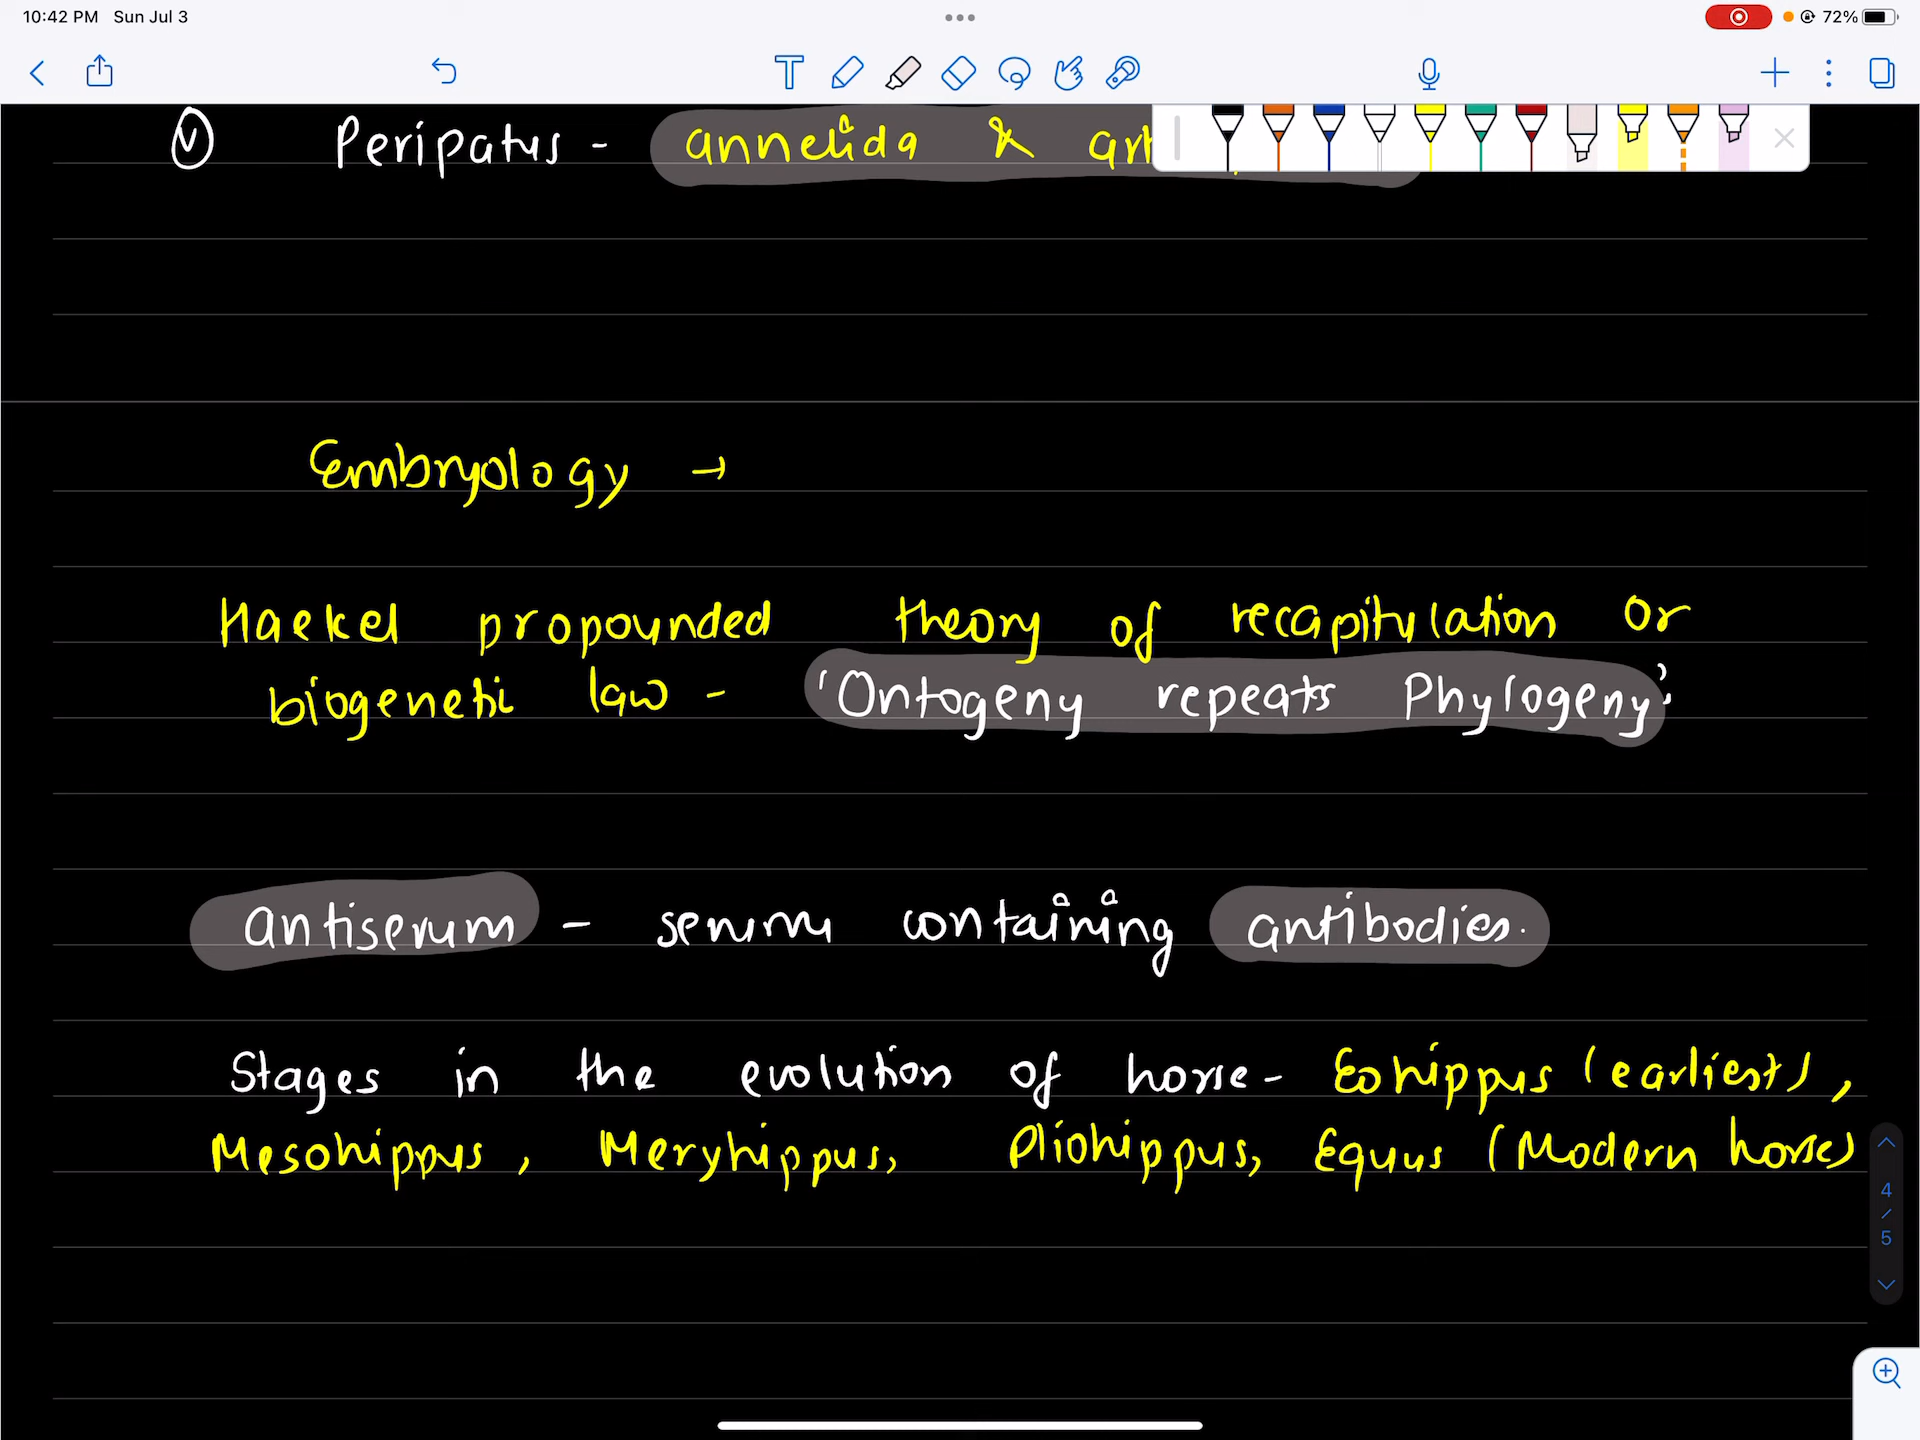 10:42 PM Sun Jul 3
72%
V Peripatus - annelida & art
Embryology →
Haekel propounded theory of recapitulation or
biogenetic law - 'Ontogeny repeats Phylogeny'.
antiserum - serum containing antibodies.
Stages in the evolution of horse - Eohippus (earliest),
Mesohippus, Meryhippus, Pliohippus, Equus (Modern horse)
4
/
5